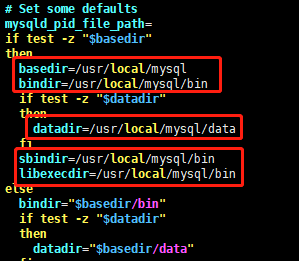 # Set some defaults
mysqld_pid_file_path=
if test -z "$basedir"
then
basedir=/usr/local/mysql
bindir=/usr/local/mysql/bin
if test -z "$datadir"
then
datadir=/usr/local/mysql/data
fi
sbindir=/usr/local/mysql/bin
libexecdir=/usr/local/mysql/bin
else
bindir="$basedir/bin"
if test -z "$datadir"
then
datadir="$basedir/data"
fi